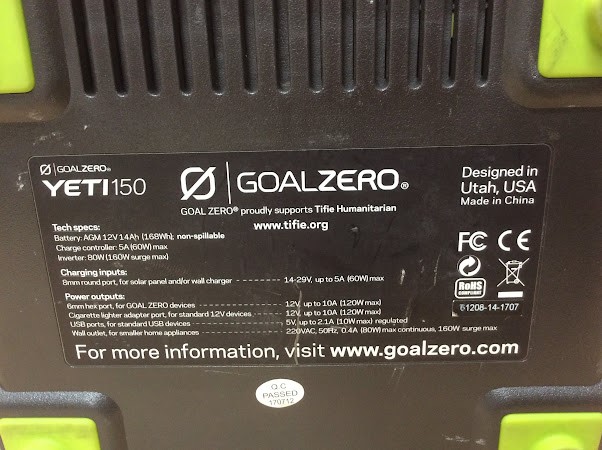 GOALZERO®
YETI150
GOALZERO®
GOAL ZERO® proudly supports Tifie Humanitarian
www.tifie.org
Designed in
Utah, USA
Made in China
Tech specs:
Battery: AGM 12V 14Ah (168Wh); non-spillable
Charge controller: 5A (60W) max
Inverter: 80W (160W surge max)
Charging inputs:
8mm round port, for solar panel and/or wall charger 14-29V, up to 5A (60W) max
Power outputs:
6mm hex port, for GOAL ZERO devices 12V, up to 10A (120W max)
Cigarette lighter adapter port, for standard 12V devices 12V, up to 10A (120W max)
USB ports, for standard USB devices 5V, up to 2.1A (10W max) regulated
Wall outlet, for smaller home appliances 220VAC, 50Hz, 0.4A (80W) max continuous, 160W surge max
FC CE
RoHS
COMPLIANT
61208-14-1707
For more information, visit www.goalzero.com
Q.C
PASSED
170712